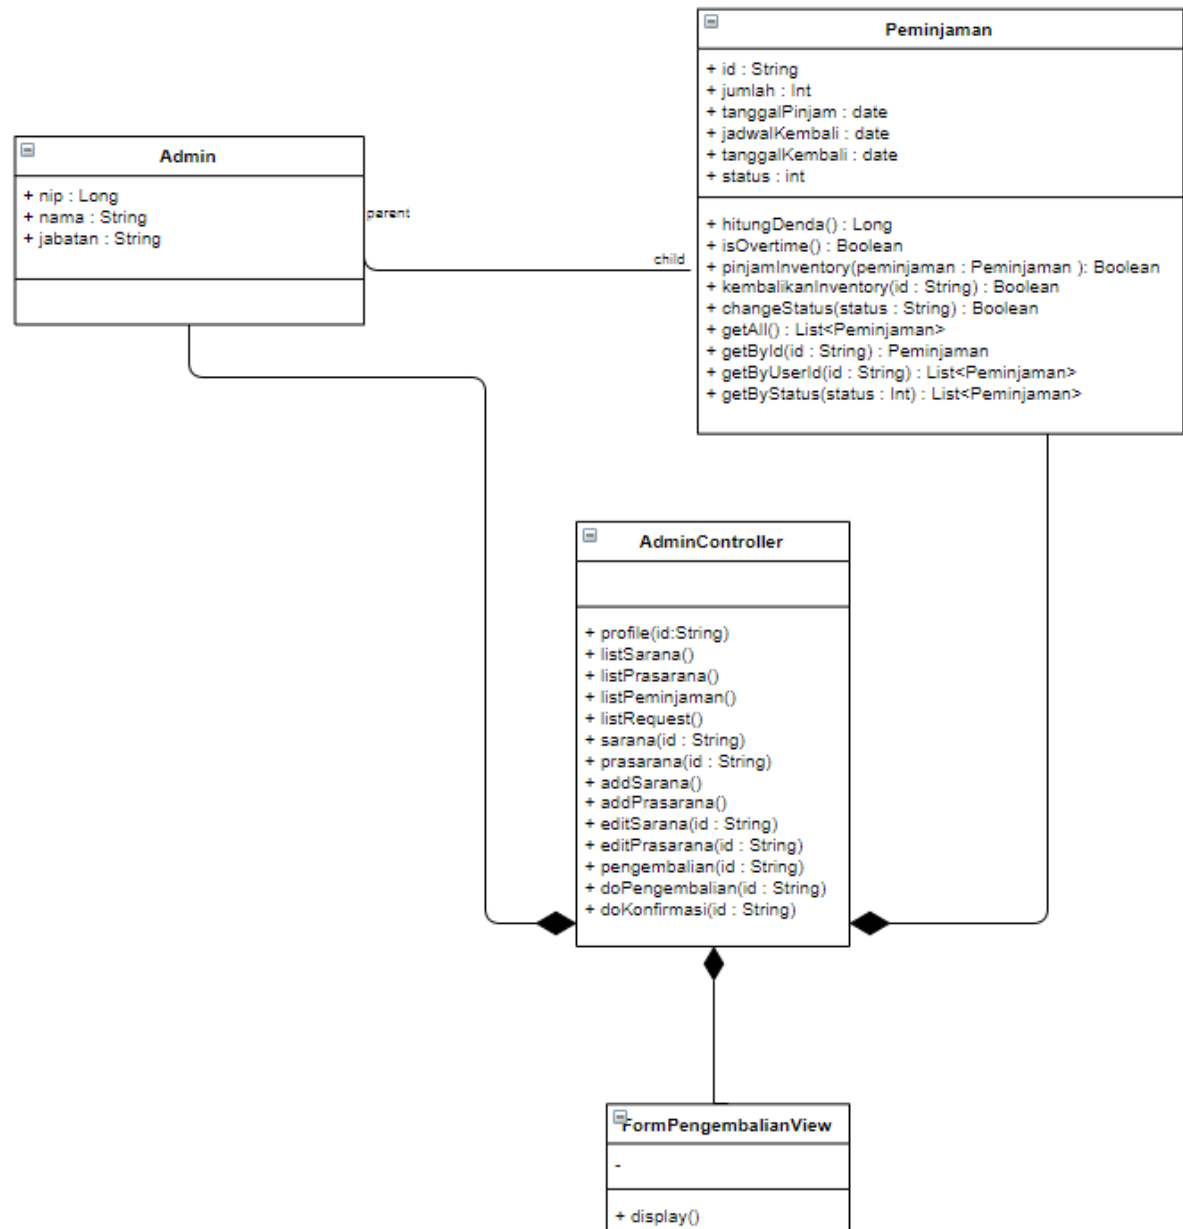 Peminjaman
+ id : String
+ jumlah : Int
+ tanggalPinjam : date
+ jadwalKembali : date
+ tanggalKembali : date
+ status : int
+ hitungDenda() : Long
+ isOvertime() : Boolean
+ pinjamInventory(peminjaman : Peminjaman ): Boolean
+ kembalikanInventory(id : String) : Boolean
+ changeStatus(status : String) : Boolean
+ getAll() : List<Peminjaman>
+ getById(id : String) : Peminjaman
+ getByUserId(id : String) : List<Peminjaman>
+ getByStatus(status : Int) : List<Peminjaman>
Admin
+ nip : Long
+ nama : String
+ jabatan : String
parent
child
AdminController
+ profile(id:String)
+ listSarana()
+ listPrasarana()
+ listPeminjaman()
+ listRequest()
+ sarana(id : String)
+ prasarana(id : String)
+ addSarana()
+ addPrasarana()
+ editSarana(id : String)
+ editPrasarana(id : String)
+ pengembalian(id : String)
+ doPengembalian(id : String)
+ doKonfirmasi(id : String)
FormPengembalianView
-
+ display()